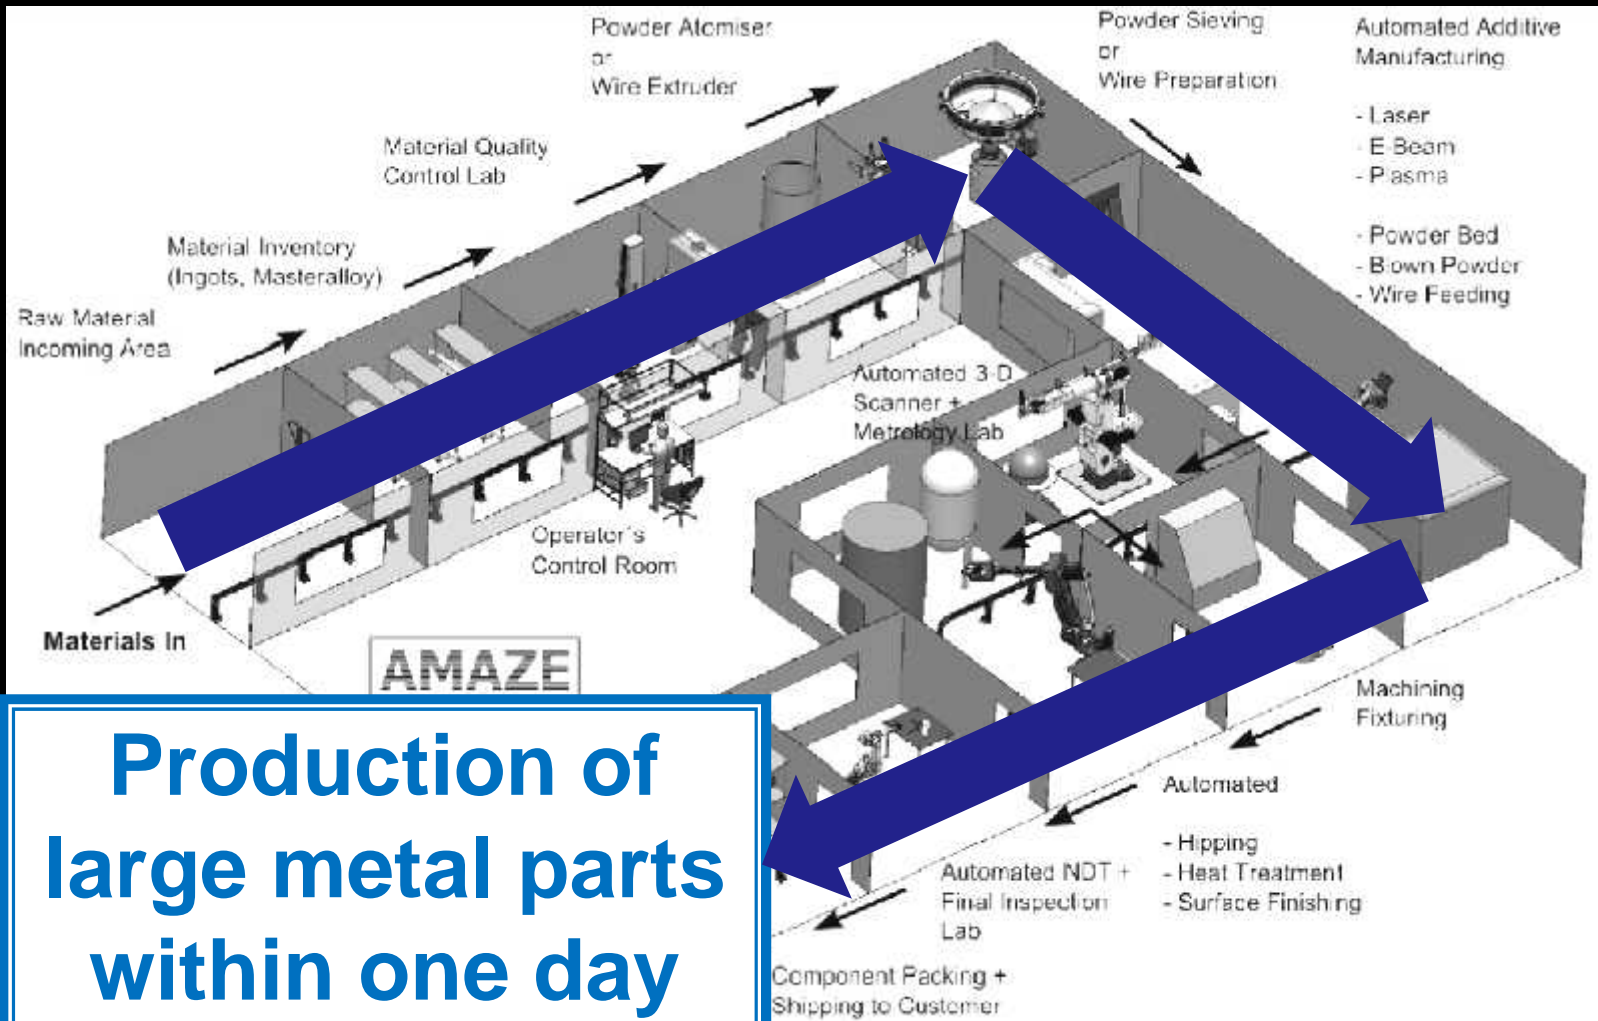 Powder Atomiser
or
Wire Extruder
Powder Sieving
or
Wire Preparation
Automated Additive
Manufacturing
- Laser
- E-Beam
- Plasma
- Powder Bed
- Blown Powder
- Wire Feeding
Material Quality
Control Lab
Material Inventory
(Ingots, Masteralloy)
Raw Material
Incoming Area
Automated 3-D
Scanner +
Metrology Lab
Operator´s
Control Room
Materials In
AMAZE
Machining
Fixturing
Automated
- Hipping
- Heat Treatment
- Surface Finishing
Automated NDT +
Final Inspection
Lab
Component Packing +
Shipping to Customer
Production of
large metal parts
within one day